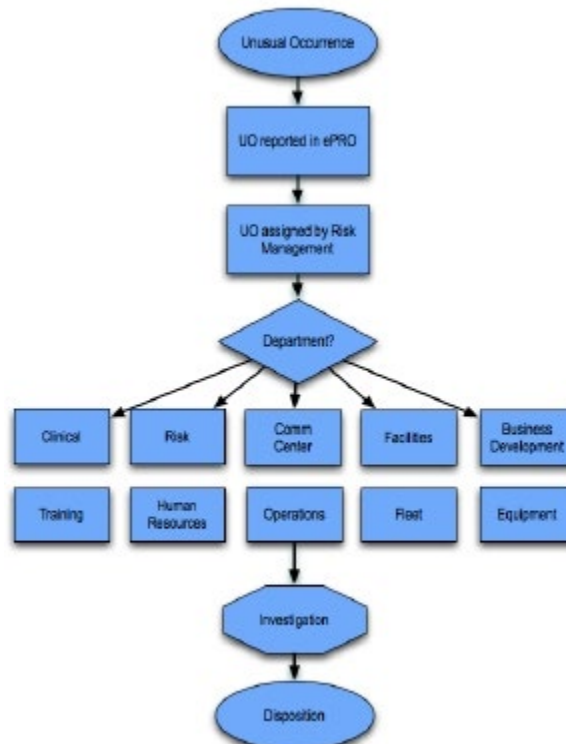 Unusual Occurrence
UO reported in ePRO
UO assigned by Risk
Management
Department?
Clinical
Risk
Comm
Center
Facilities
Business
Development
Training
Human
Resources
Operations
Fleet
Equipment
Investigation
Disposition